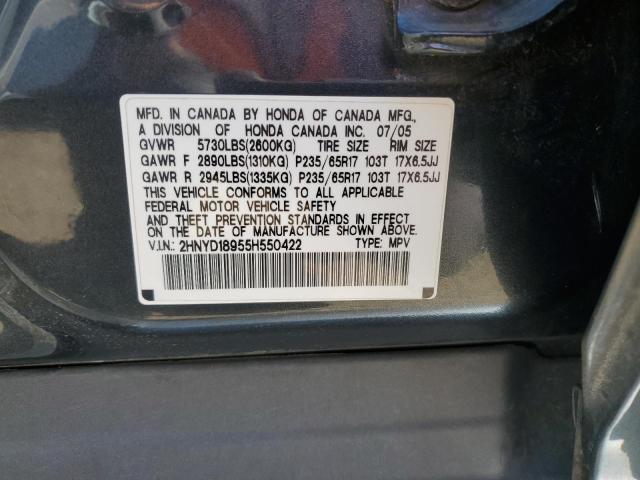 MFD. IN CANADA BY HONDA OF CANADA MFG.,
A DIVISION OF HONDA CANADA INC. 07/05
GVWR 5730LBS(2600KG) TIRE SIZE RIM SIZE
GAWR F 2890LBS(1310KG) P235/65R17 103T 17X6.5JJ
GAWR R 2945LBS(1335KG) P235/65R17 103T 17X6.5JJ
THIS VEHICLE CONFORMS TO ALL APPLICABLE
FEDERAL MOTOR VEHICLE SAFETY
AND THEFT PREVENTION STANDARDS IN EFFECT
ON THE DATE OF MANUFACTURE SHOWN ABOVE.
V.I.N.: 2HNYD18955H550422 TYPE: MPV